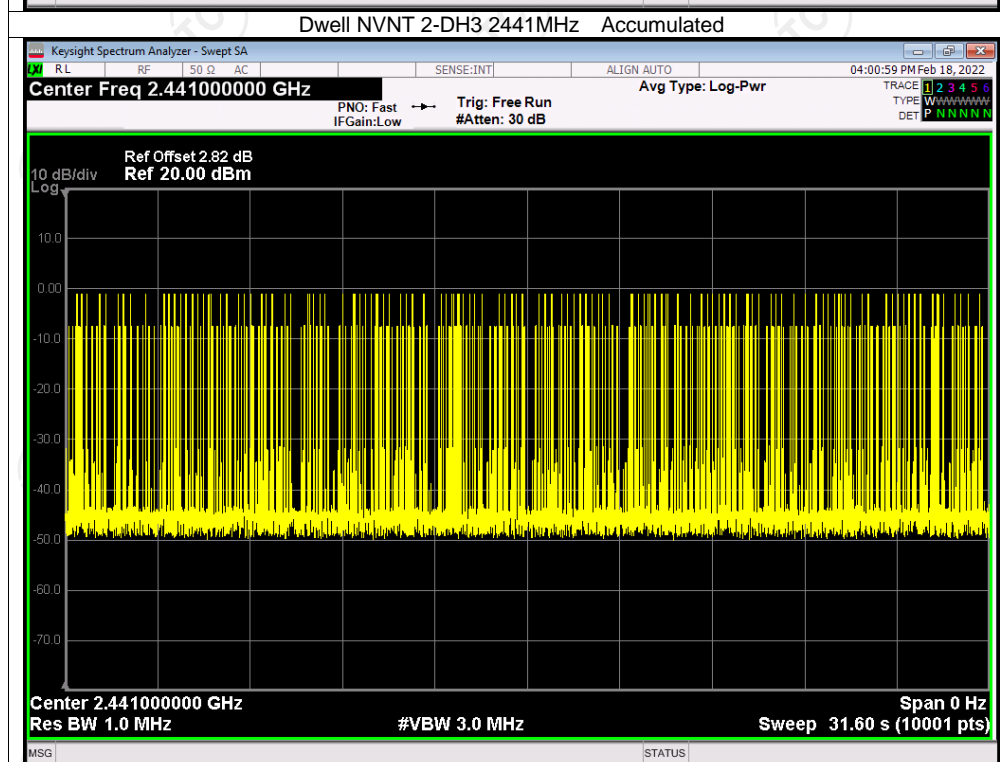 Dwell NVNT 2-DH3 2441MHz Accumulated
Keysight Spectrum Analyzer - Swept SA
LXI RL RF 50 Ω AC SENSE:INT ALIGN AUTO 04:00:59 PM Feb 18, 2022
Center Freq 2.441000000 GHz Avg Type: Log-Pwr TRACE 1 2 3 4 5 6
PNO: Fast Trig: Free Run TYPE WWWWWW
IFGain:Low #Atten: 30 dB DET P N N N N N
Ref Offset 2.82 dB
10 dB/div Ref 20.00 dBm
Log
10.0
0.00
-10.0
-20.0
-30.0
-40.0
-50.0
-60.0
-70.0
Center 2.441000000 GHz Span 0 Hz
Res BW 1.0 MHz #VBW 3.0 MHz Sweep 31.60 s (10001 pts)
MSG STATUS